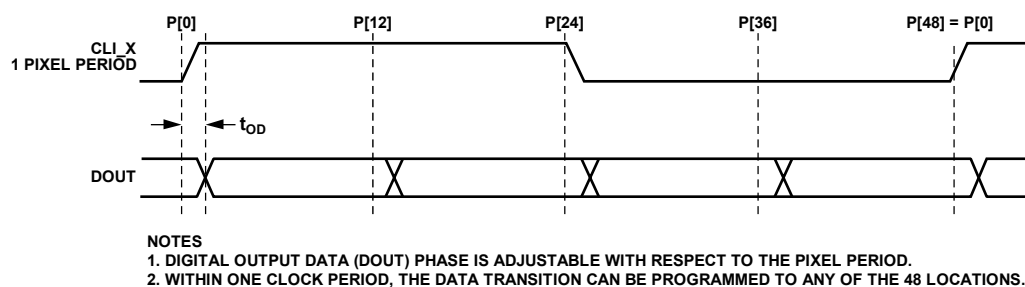 P[0] P[12] P[24] P[36] P[48] = P[0]
CLI_X
1 PIXEL PERIOD
tOD
DOUT
NOTES
1. DIGITAL OUTPUT DATA (DOUT) PHASE IS ADJUSTABLE WITH RESPECT TO THE PIXEL PERIOD.
2. WITHIN ONE CLOCK PERIOD, THE DATA TRANSITION CAN BE PROGRAMMED TO ANY OF THE 48 LOCATIONS.